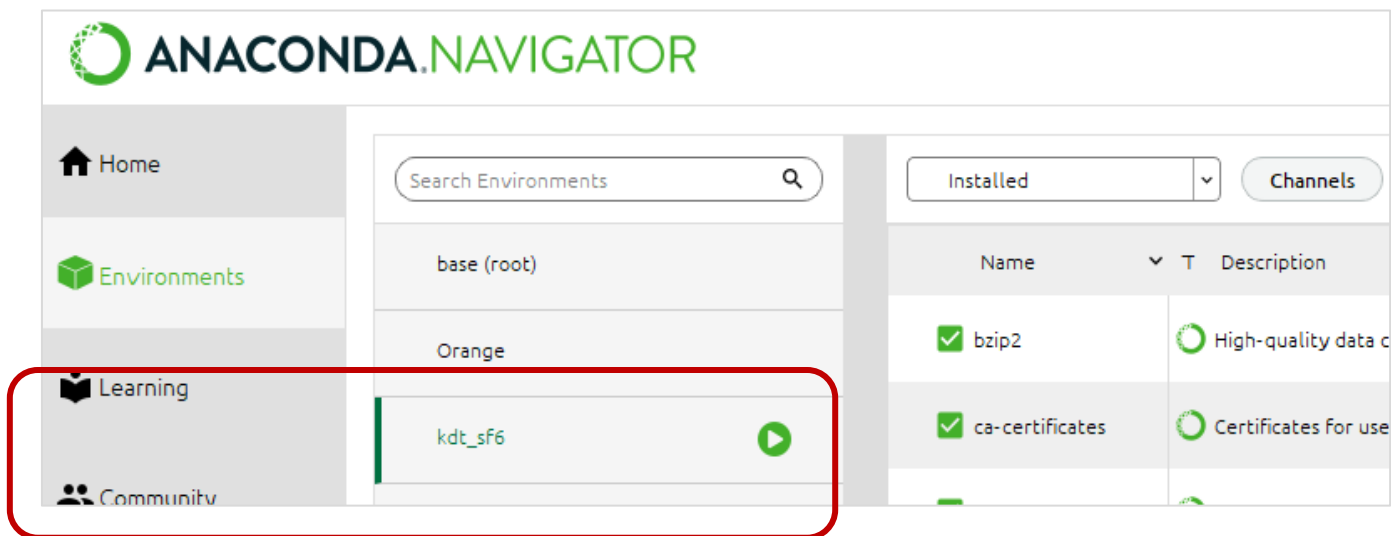 ANACONDA.NAVIGATOR
Home
Environments
Learning
Community
Search Environments
base (root)
Orange
kdt_sf6
Installed
Channels
Name
T
Description
bzip2
High-quality data c
ca-certificates
Certificates for use